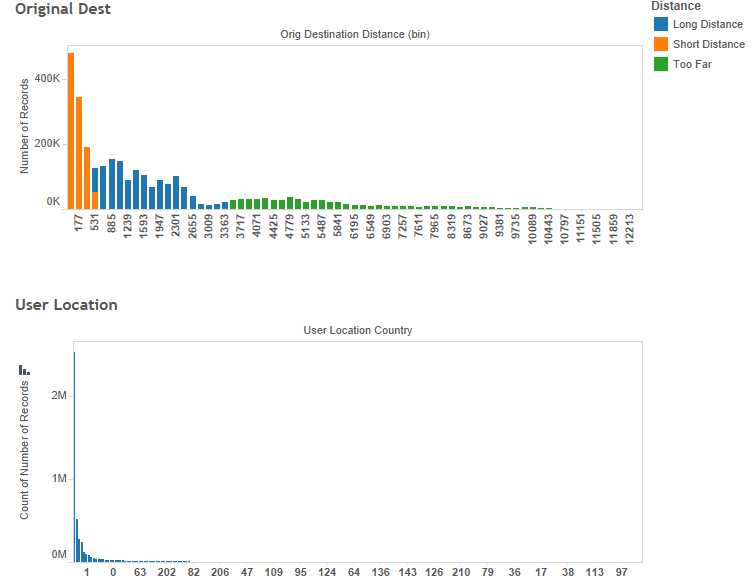 Original Dest
Distance
Long Distance
Short Distance
Too Far
Orig Destination Distance (bin)
Number of Records
400K
200K
0K
177 531 885 1239 1593 1947 2301 2655 3009 3363 3717 4071 4425 4779 5133 5487 5841 6195 6549 6903 7257 7611 7965 8319 8673 9027 9381 9735 10089 10443 10797 11151 11505 11859 12213
User Location
User Location Country
Count of Number of Records
2M
1M
0M
1 0 63 202 82 206 47 109 95 124 64 136 143 126 210 79 36 17 38 113 97